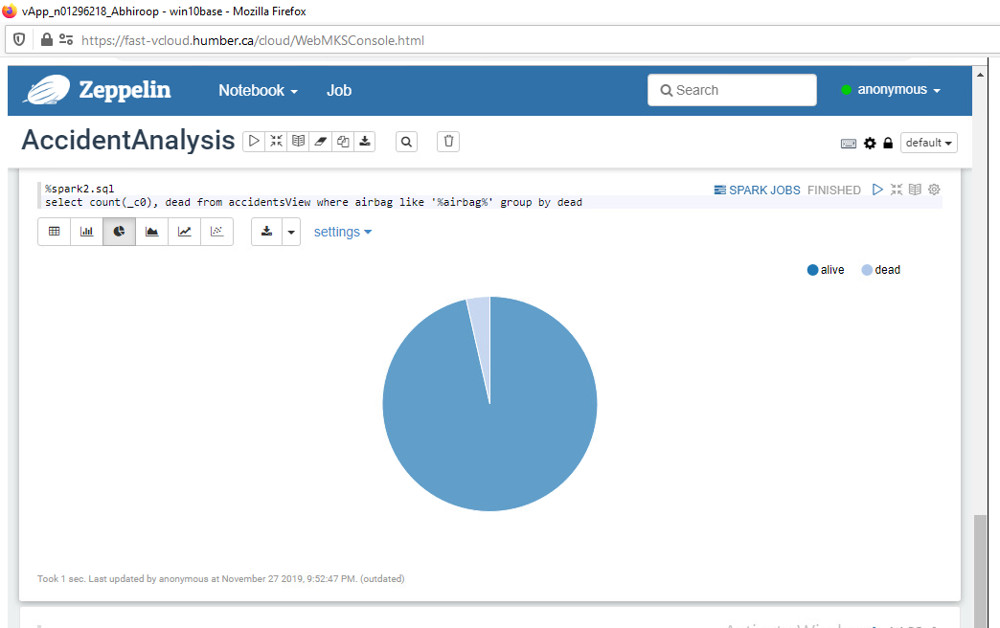 vApp_n01296218_Abhiroop - win10base - Mozilla Firefox
https://fast-vcloud.humber.ca/cloud/WebMKSConsole.html
Zeppelin Notebook Job Search anonymous
AccidentAnalysis default
%spark2.sql SPARK JOBS FINISHED
select count(_c0), dead from accidentsView where airbag like '%airbag%' group by dead
settings
alive dead
Took 1 sec. Last updated by anonymous at November 27 2019, 9:52:47 PM. (outdated)